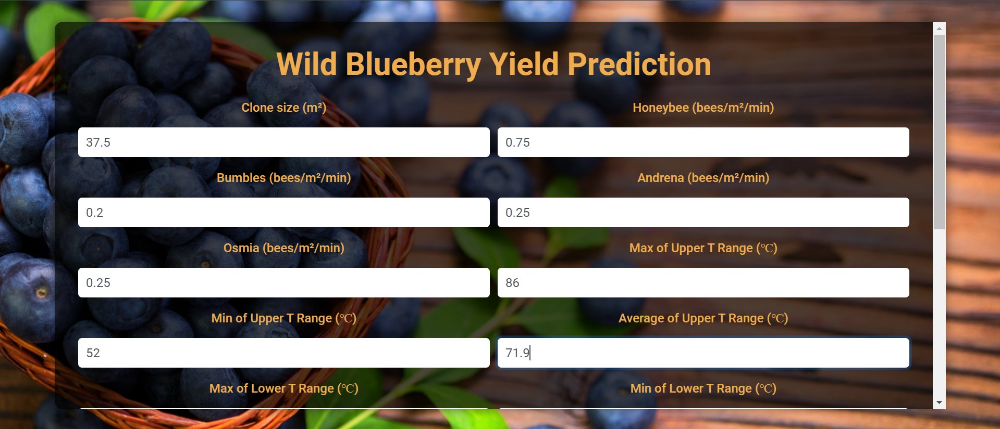 Wild Blueberry Yield Prediction
Clone size (m²)
Honeybee (bees/m²/min)
37.5
0.75
Bumbles (bees/m²/min)
Andrena (bees/m²/min)
0.2
0.25
Osmia (bees/m²/min)
Max of Upper T Range (℃)
0.25
86
Min of Upper T Range (℃)
Average of Upper T Range (℃)
52
71.9
Max of Lower T Range (℃)
Min of Lower T Range (℃)